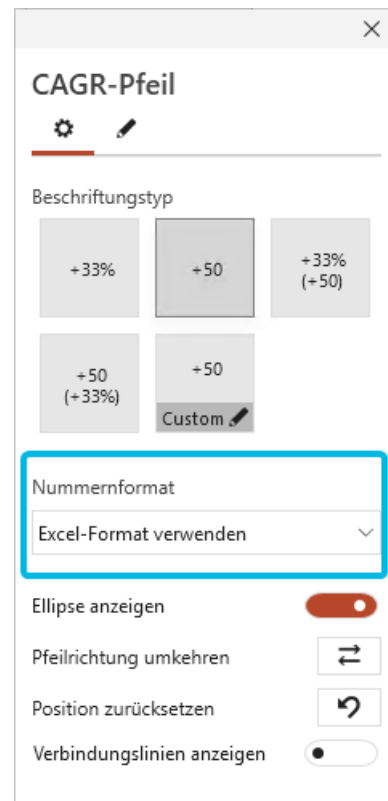 CAGR-Pfeil
Beschriftungstyp
+33%
+50
+33%
(+50)
+50
(+33%)
+50
Custom
Nummernformat
Excel-Format verwenden
Ellipse anzeigen
Pfeilrichtung umkehren
Position zurücksetzen
Verbindungslinien anzeigen